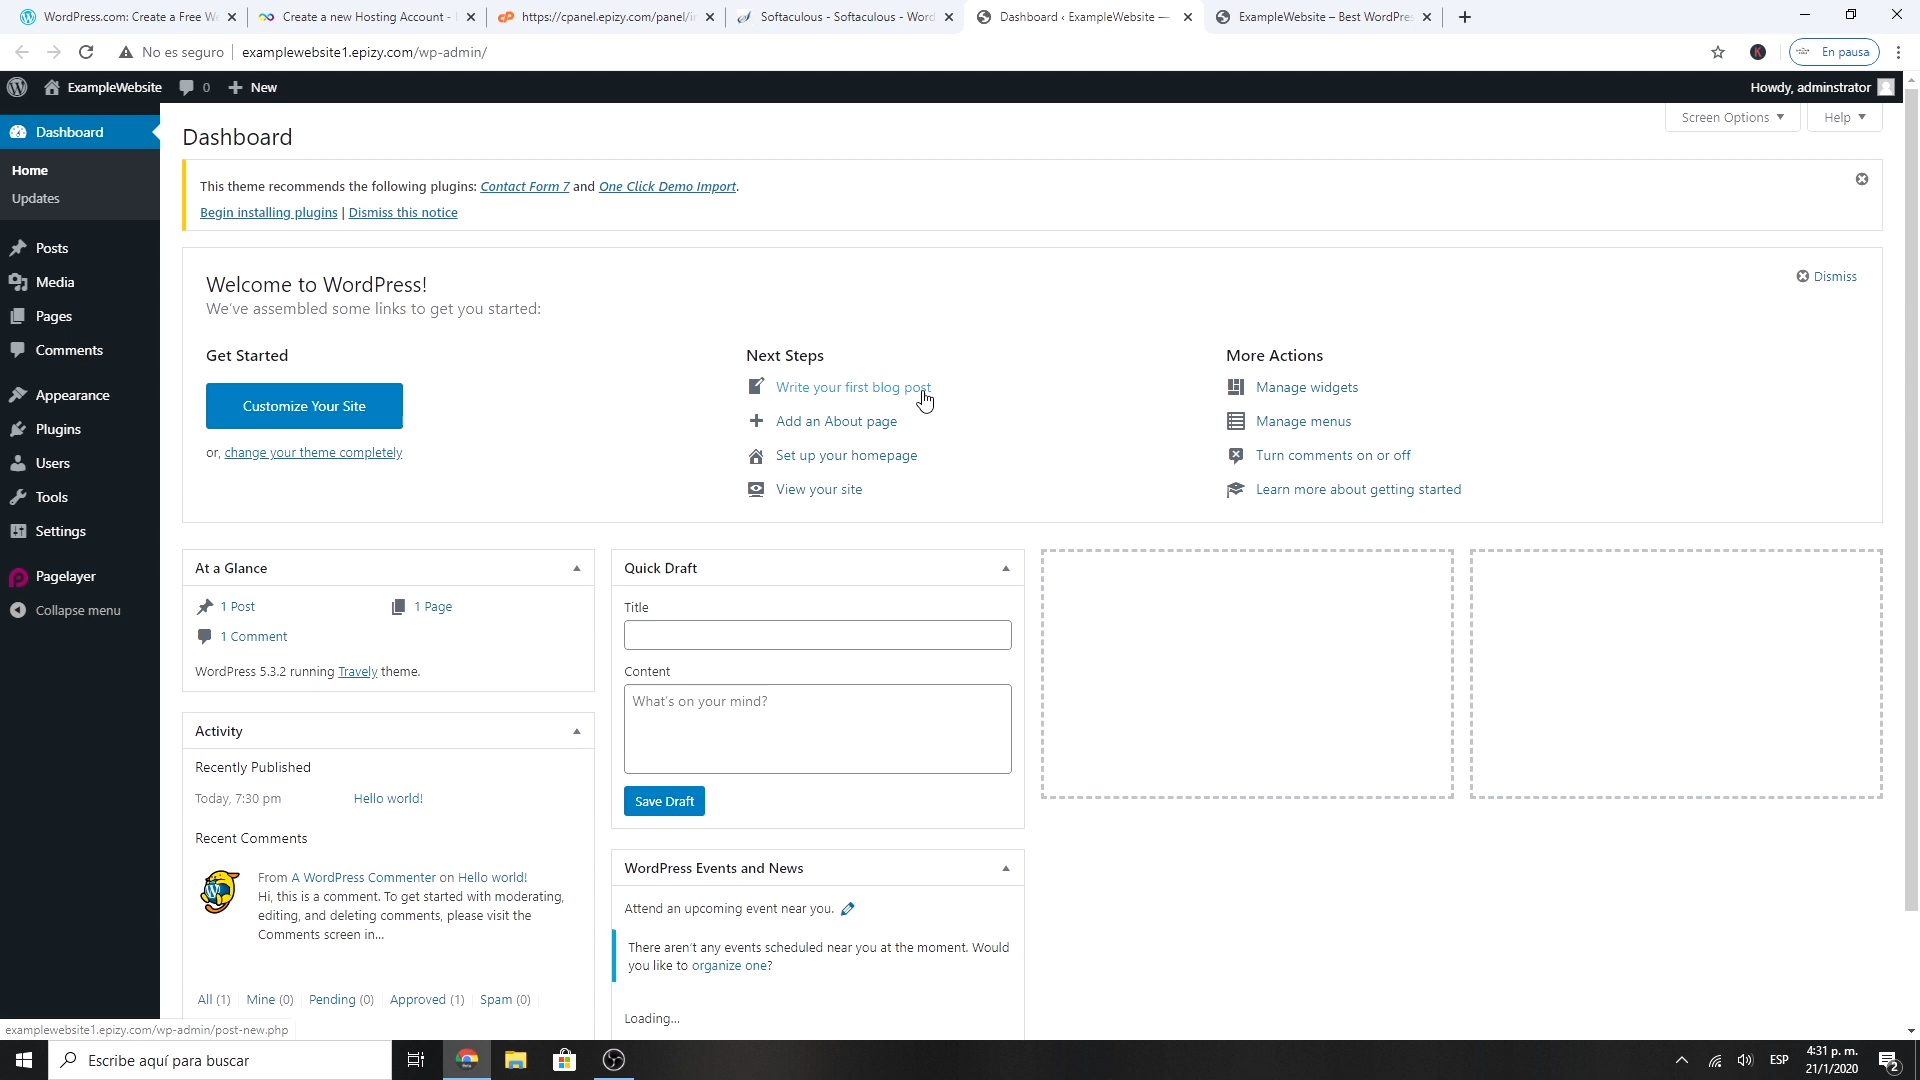 WordPress.com: Create a Free We
Create a new Hosting Account -
https://cpanel.epizy.com/panel/in
Softaculous - Softaculous - Word
Dashboard ‹ ExampleWebsite —
ExampleWebsite – Best WordPres
No es seguro
examplewebsite1.epizy.com/wp-admin/
K
En pausa
ExampleWebsite
0
New
Howdy, adminstrator
Dashboard
Home
Updates
Posts
Media
Pages
Comments
Appearance
Plugins
Users
Tools
Settings
Pagelayer
Collapse menu
Screen Options
Help
Dashboard
This theme recommends the following plugins: Contact Form 7 and One Click Demo Import.
Begin installing plugins | Dismiss this notice
Welcome to WordPress!
We've assembled some links to get you started:
Dismiss
Get Started
Customize Your Site
or, change your theme completely
Next Steps
Write your first blog post
Add an About page
Set up your homepage
View your site
More Actions
Manage widgets
Manage menus
Turn comments on or off
Learn more about getting started
At a Glance
1 Post
1 Page
1 Comment
WordPress 5.3.2 running Travely theme.
Activity
Recently Published
Today, 7:30 pm
Hello world!
Recent Comments
From A WordPress Commenter on Hello world!
Hi, this is a comment. To get started with moderating,
editing, and deleting comments, please visit the
Comments screen in...
All (1)
Mine (0)
Pending (0)
Approved (1)
Spam (0)
Quick Draft
Title
Content
What's on your mind?
Save Draft
WordPress Events and News
Attend an upcoming event near you.
There aren't any events scheduled near you at the moment. Would
you like to organize one?
Loading...
examplewebsite1.epizy.com/wp-admin/post-new.php
Escribe aquí para buscar
ESP
4:31 p. m.
21/1/2020
2